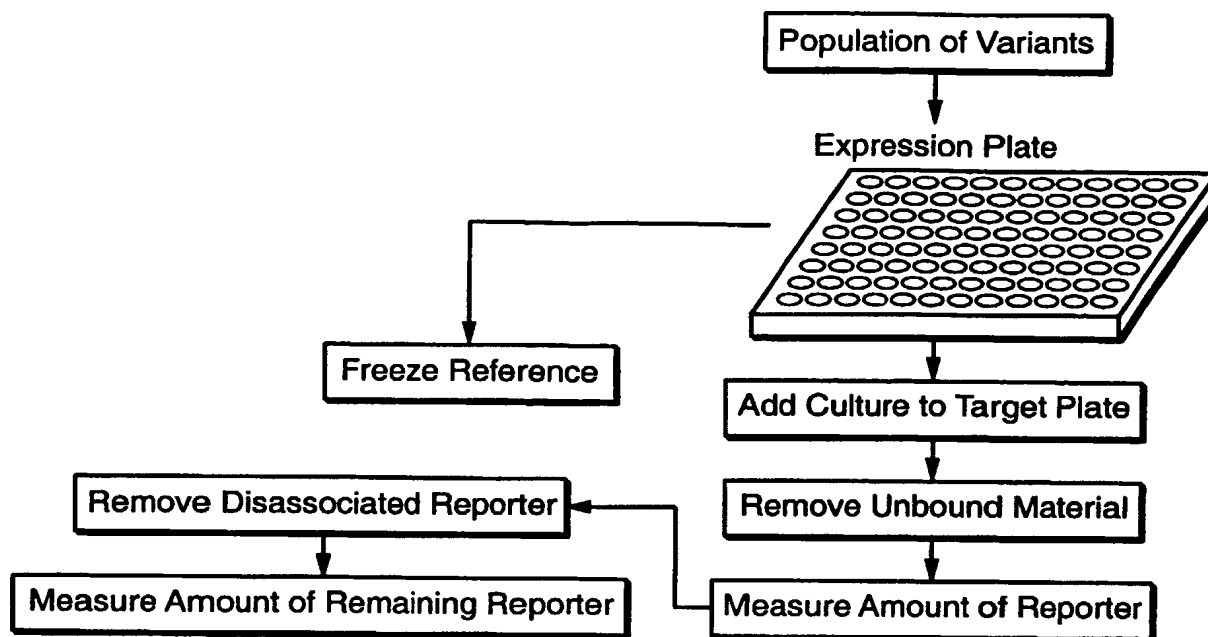 Population of Variants
Expression Plate
Freeze Reference
Add Culture to Target Plate
Remove Unbound Material
Measure Amount of Reporter
Remove Disassociated Reporter
Measure Amount of Remaining Reporter